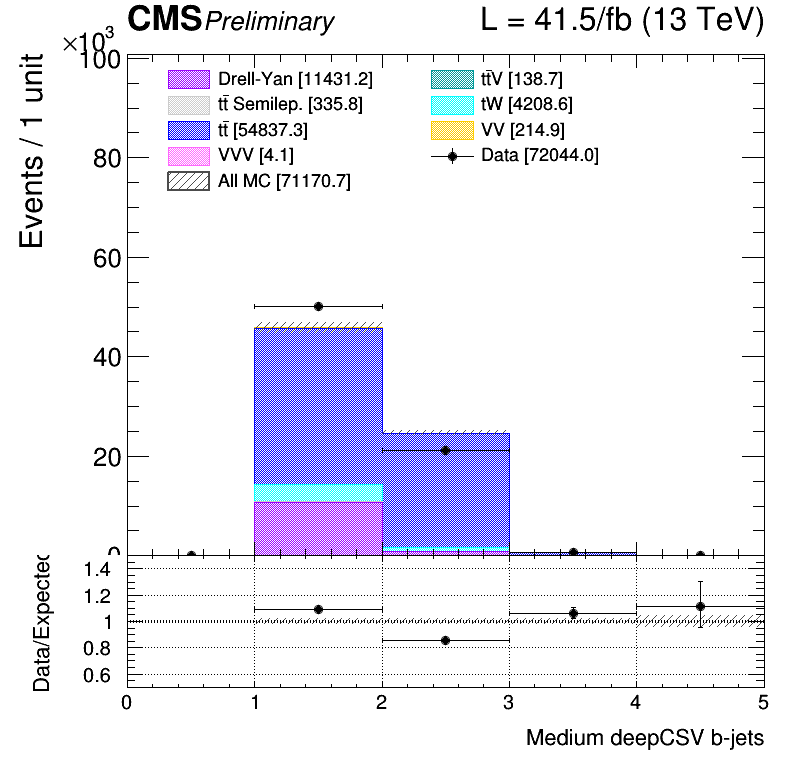 CMS Preliminary L = 41.5/fb (13 TeV)
×10³
Events / 1 unit
100
80
60
40
20
0
Drell-Yan [11431.2]
tt̄ Semilep. [335.8]
tt̄ [54837.3]
VVV [4.1]
All MC [71170.7]
tt̄V [138.7]
tW [4208.6]
VV [214.9]
Data [72044.0]
Data/Expected
1.4
1.2
1
0.8
0.6
0 1 2 3 4 5
Medium deepCSV b-jets